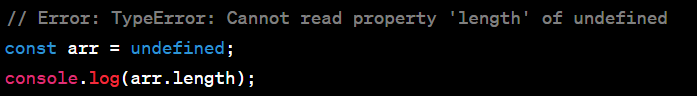 // Error: TypeError: Cannot read property 'length' of undefined
const arr = undefined;
console.log(arr.length);